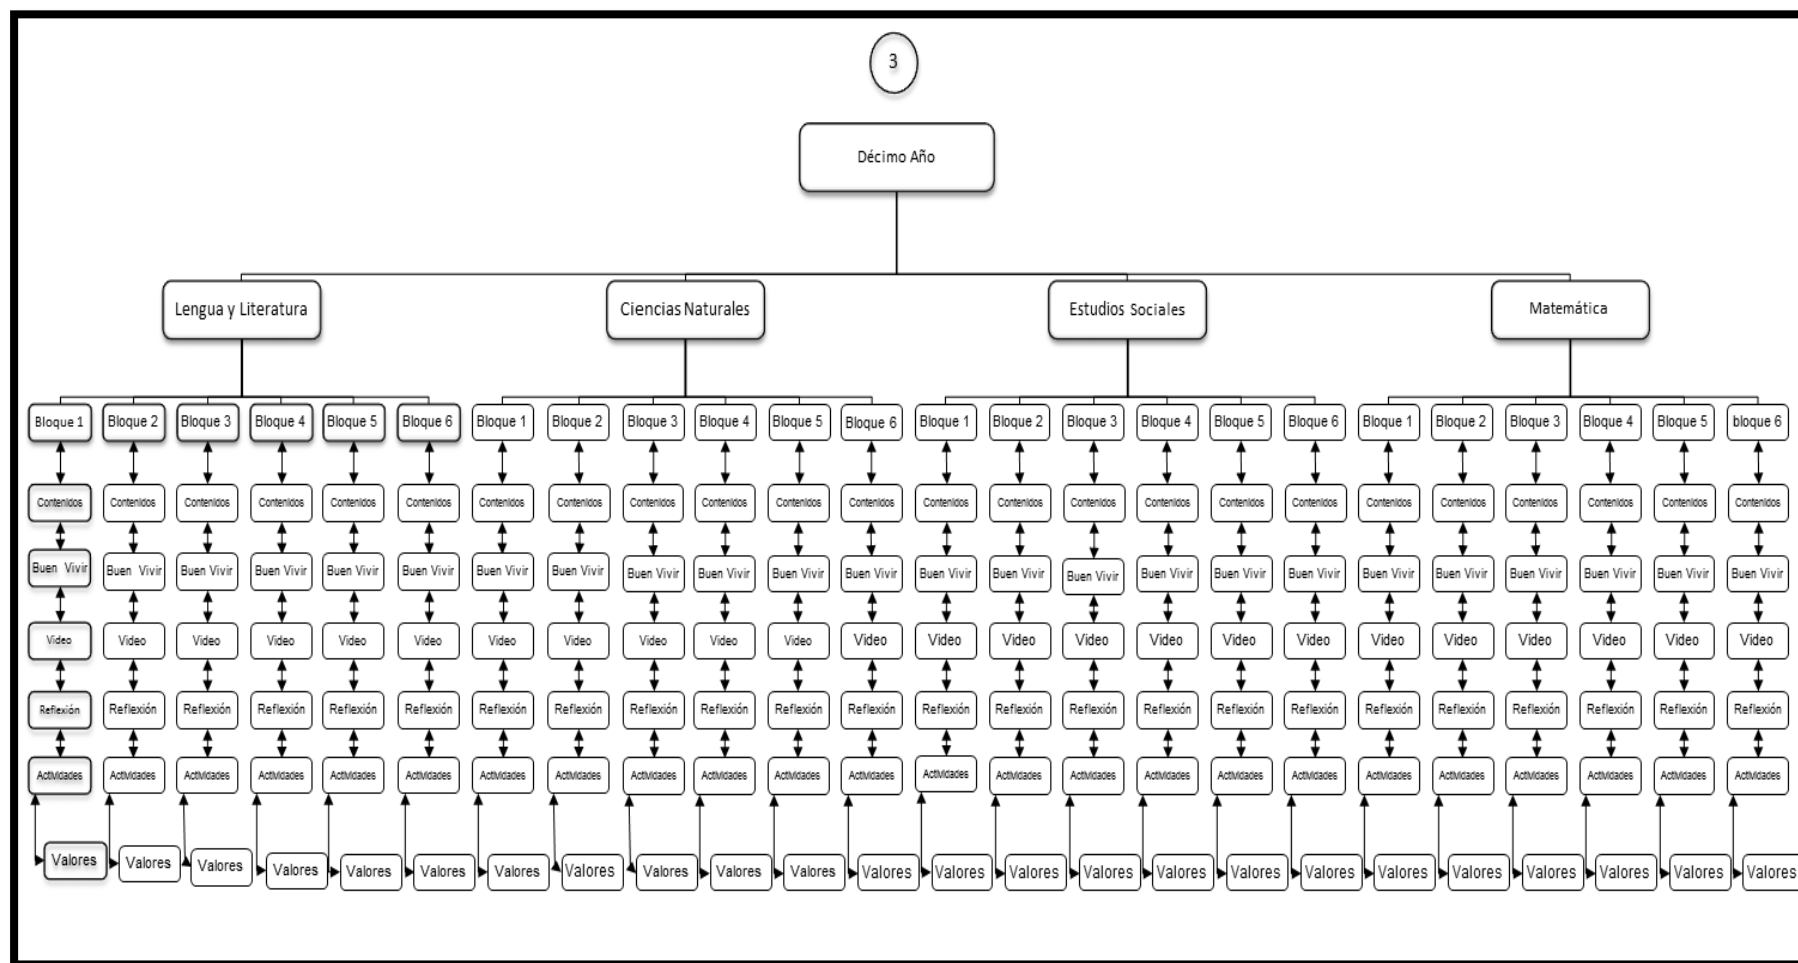 3
Décimo Año
Lengua y Literatura Ciencias Naturales Estudios Sociales Matemática
Bloque 1 Bloque 2 Bloque 3 Bloque 4 Bloque 5 Bloque 6 Bloque 1 Bloque 2 Bloque 3 Bloque 4 Bloque 5 Bloque 6 Bloque 1 Bloque 2 Bloque 3 Bloque 4 Bloque 5 Bloque 6 Bloque 1 Bloque 2 Bloque 3 Bloque 4 Bloque 5 bloque 6
Contenidos Contenidos Contenidos Contenidos Contenidos Contenidos Contenidos Contenidos Contenidos Contenidos Contenidos Contenidos Contenidos Contenidos Contenidos Contenidos Contenidos Contenidos Contenidos Contenidos Contenidos Contenidos Contenidos Contenidos
Buen Vivir Buen Vivir Buen Vivir Buen Vivir Buen Vivir Buen Vivir Buen Vivir Buen Vivir Buen Vivir Buen Vivir Buen Vivir Buen Vivir Buen Vivir Buen Vivir Buen Vivir Buen Vivir Buen Vivir Buen Vivir Buen Vivir Buen Vivir Buen Vivir Buen Vivir Buen Vivir Buen Vivir
Video Video Video Video Video Video Video Video Video Video Video Video Video Video Video Video Video Video Video Video Video Video Video Video
Reflexión Reflexión Reflexión Reflexión Reflexión Reflexión Reflexión Reflexión Reflexión Reflexión Reflexión Reflexión Reflexión Reflexión Reflexión Reflexión Reflexión Reflexión Reflexión Reflexión Reflexión Reflexión Reflexión Reflexión
Actividades Actividades Actividades Actividades Actividades Actividades Actividades Actividades Actividades Actividades Actividades Actividades Actividades Actividades Actividades Actividades Actividades Actividades Actividades Actividades Actividades Actividades Actividades Actividades
Valores Valores Valores Valores Valores Valores Valores Valores Valores Valores Valores Valores Valores Valores Valores Valores Valores Valores Valores Valores Valores Valores Valores Valores